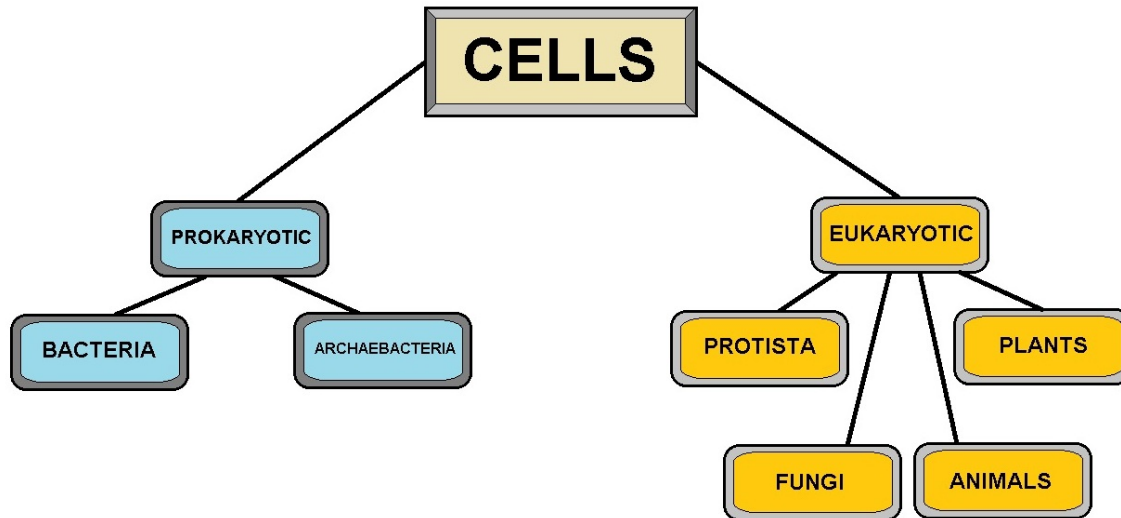 CELLS
PROKARYOTIC
EUKARYOTIC
BACTERIA
ARCHAEBACTERIA
PROTISTA
PLANTS
FUNGI
ANIMALS